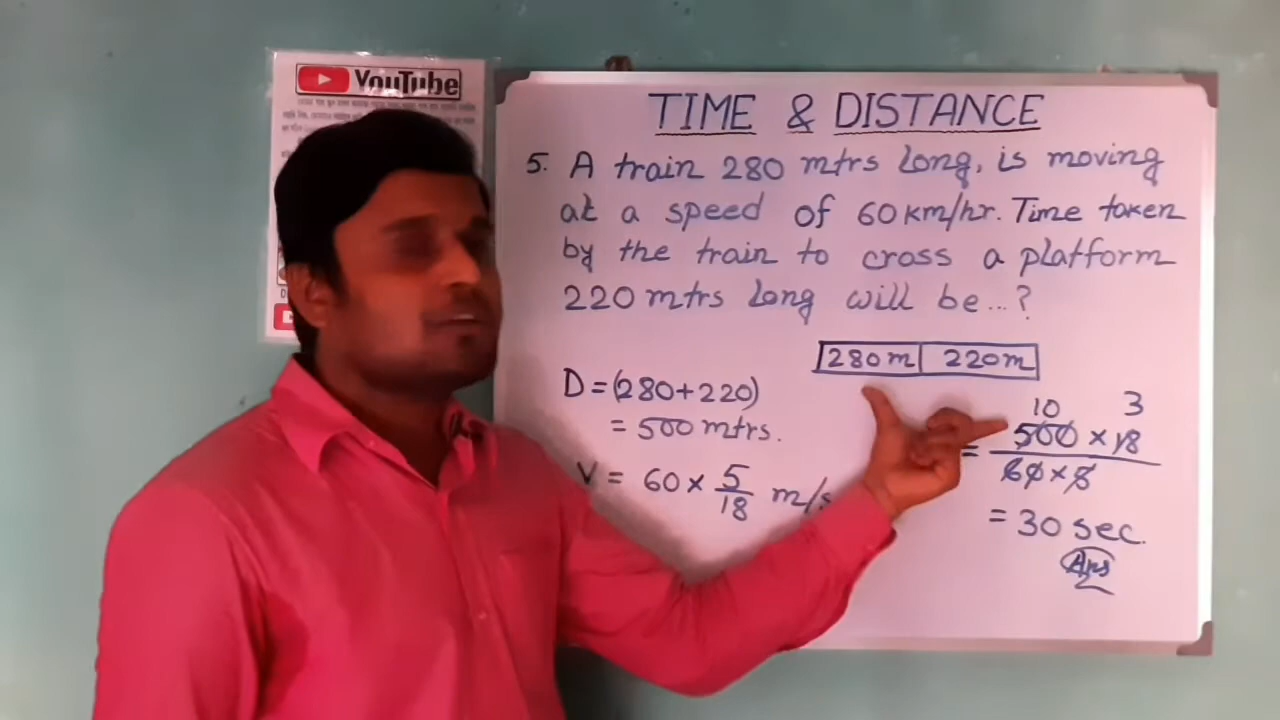 YouTube
TIME & DISTANCE
5. A train 280 mtrs long, is moving
at a speed of 60 km/hr. Time taken
by the train to cross a platform
220 mtrs long will be...?
280m 220m
D = (280+220)
= 500 mtrs.
V = 60 × 5/18 m/s
10 3
= 500 × 18
60 × 5
= 30 sec.
Ans